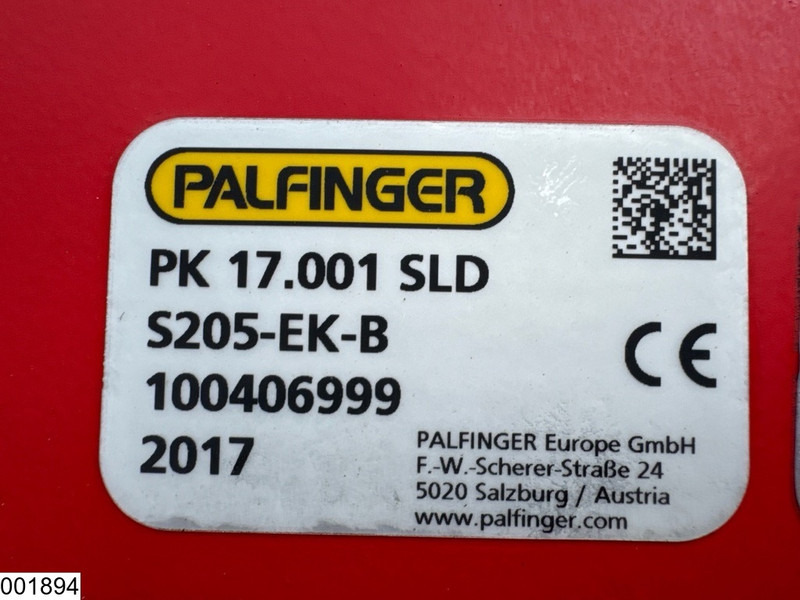 PALFINGER
PK 17.001 SLD
S205-EK-B
100406999
2017
CE
PALFINGER Europe GmbH
F.-W.-Scherer-Straße 24
5020 Salzburg / Austria
www.palfinger.com
001894